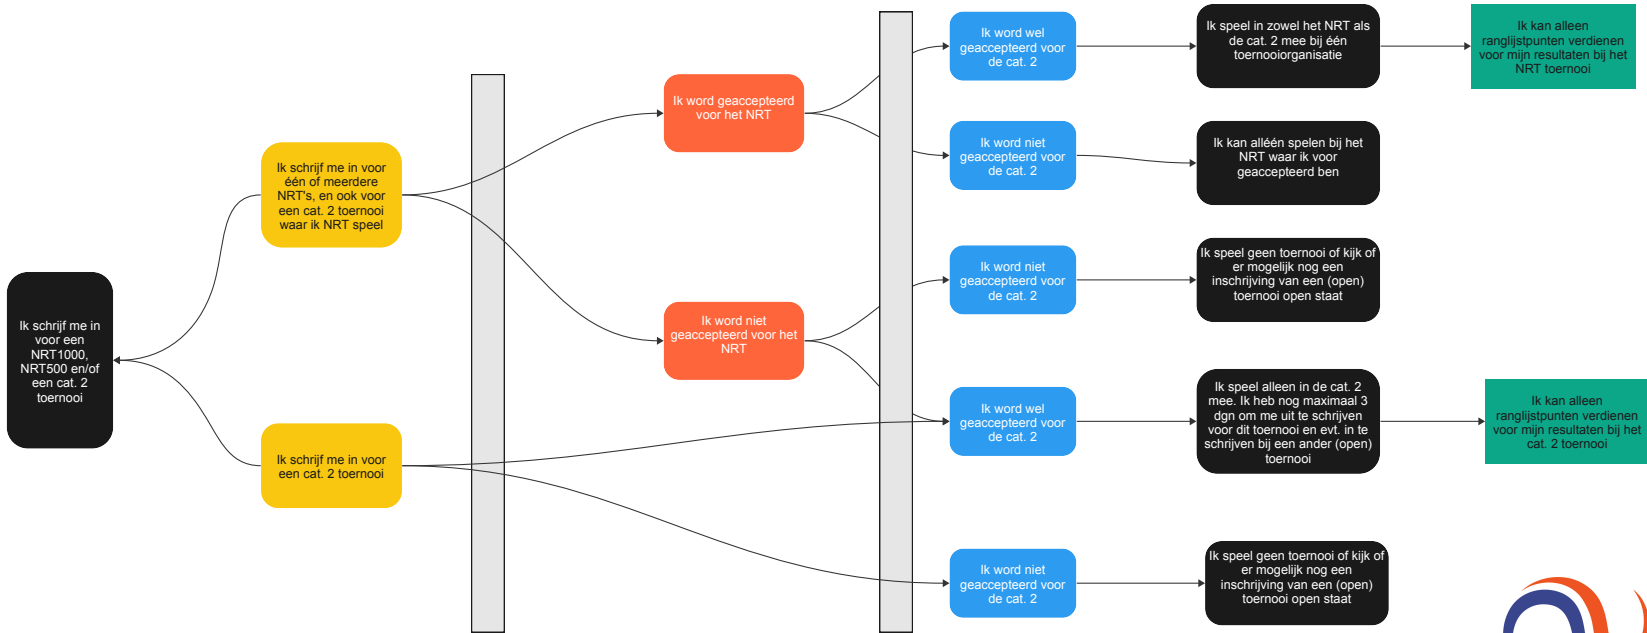 Ik schrijf me in
voor een
NRT1000,
NRT500 en/of
een cat. 2
toernooi
Ik schrijf me in voor
één of meerdere
NRT's, en ook voor
een cat. 2 toernooi
waar ik NRT speel
Ik schrijf me in voor
een cat. 2 toernooi
Ik word geaccepteerd
voor het NRT
Ik word niet
geaccepteerd voor het
NRT
Ik word wel
geaccepteerd voor
de cat. 2
Ik speel in zowel het NRT als
de cat. 2 mee bij één
toernooiorganisatie
Ik kan alleen
ranglijstpunten verdienen
voor mijn resultaten bij het
NRT toernooi
Ik word niet
geaccepteerd voor
de cat. 2
Ik kan alléén spelen bij het
NRT waar ik voor
geaccepteerd ben
Ik word niet
geaccepteerd voor
de cat. 2
Ik speel geen toernooi of kijk of
er mogelijk nog een
inschrijving van een (open)
toernooi open staat
Ik word wel
geaccepteerd voor
de cat. 2
Ik speel alleen in de cat. 2
mee. Ik heb nog maximaal 3
dgn om me uit te schrijven
voor dit toernooi en evt. in te
schrijven bij een ander (open)
toernooi
Ik kan alleen
ranglijstpunten verdienen
voor mijn resultaten bij het
cat. 2 toernooi
Ik word niet
geaccepteerd voor
de cat. 2
Ik speel geen toernooi of kijk of
er mogelijk nog een
inschrijving van een (open)
toernooi open staat